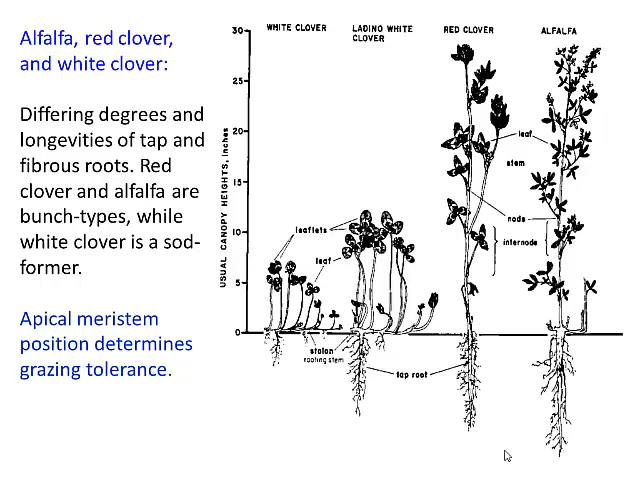 Alfalfa, red clover,
and white clover:
Differing degrees and
longevities of tap and
fibrous roots. Red
clover and alfalfa are
bunch-types, while
white clover is a sod-
former.
Apical meristem
position determines
grazing tolerance.
USUAL CANOPY HEIGHTS, inches
30
25
20
15
10
5
0
WHITE CLOVER
LADINO WHITE
CLOVER
RED CLOVER
ALFALFA
leaf
stem
node
internode
leaflets
leaf
stolon
rooting stem
tap root